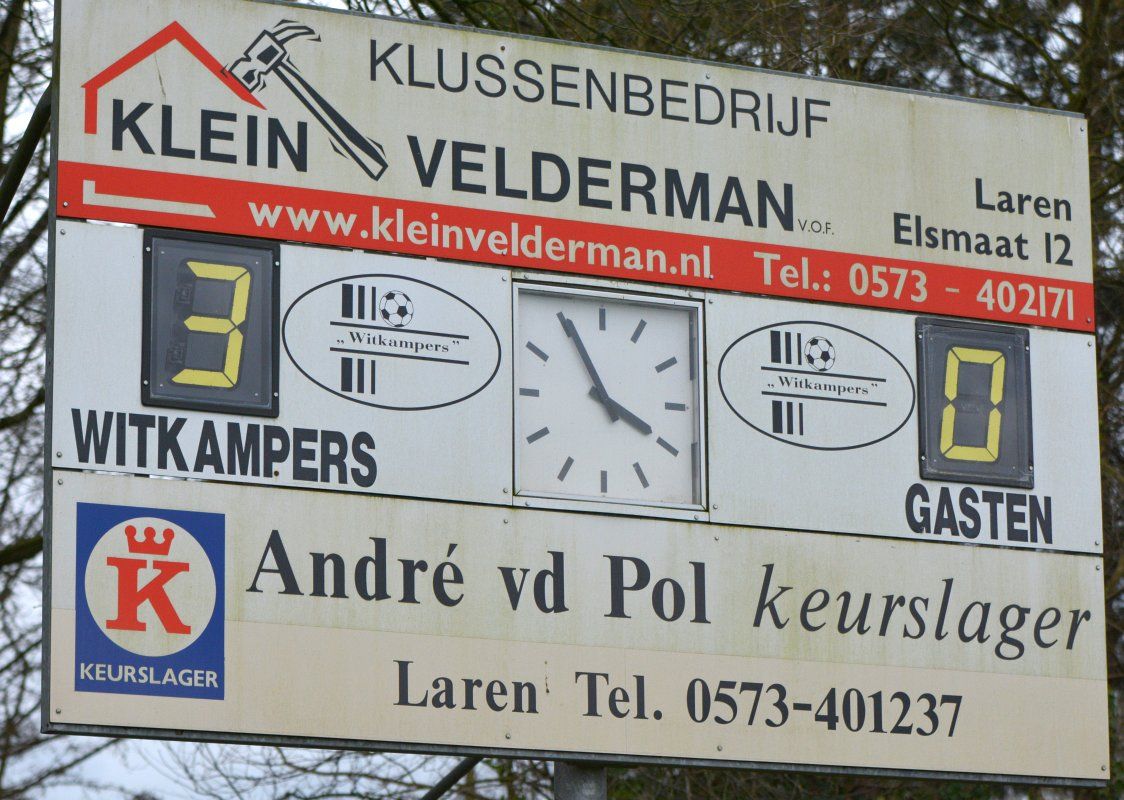 KLUSSENBEDRIJF
KLEIN VELDERMAN V.O.F.
Laren
Elsmaat 12
www.kleinvelderman.nl Tel.: 0573 - 402171
3
„Witkampers”
„Witkampers”
0
WITKAMPERS
GASTEN
K
KEURSLAGER
André vd Pol keurslager
Laren Tel. 0573-401237